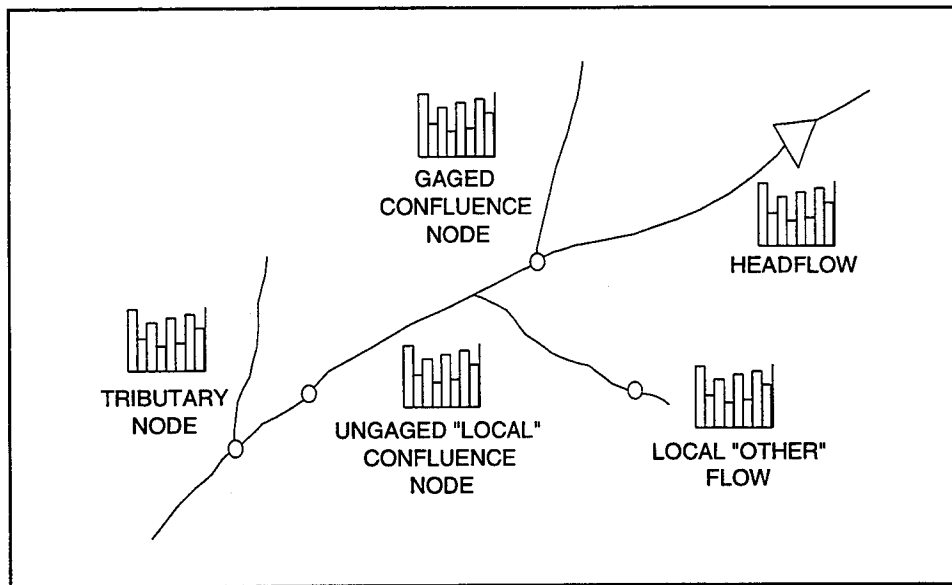 GAGED
CONFLUENCE
NODE
HEADFLOW
TRIBUTARY
NODE
UNGAGED "LOCAL"
CONFLUENCE
NODE
LOCAL "OTHER"
FLOW